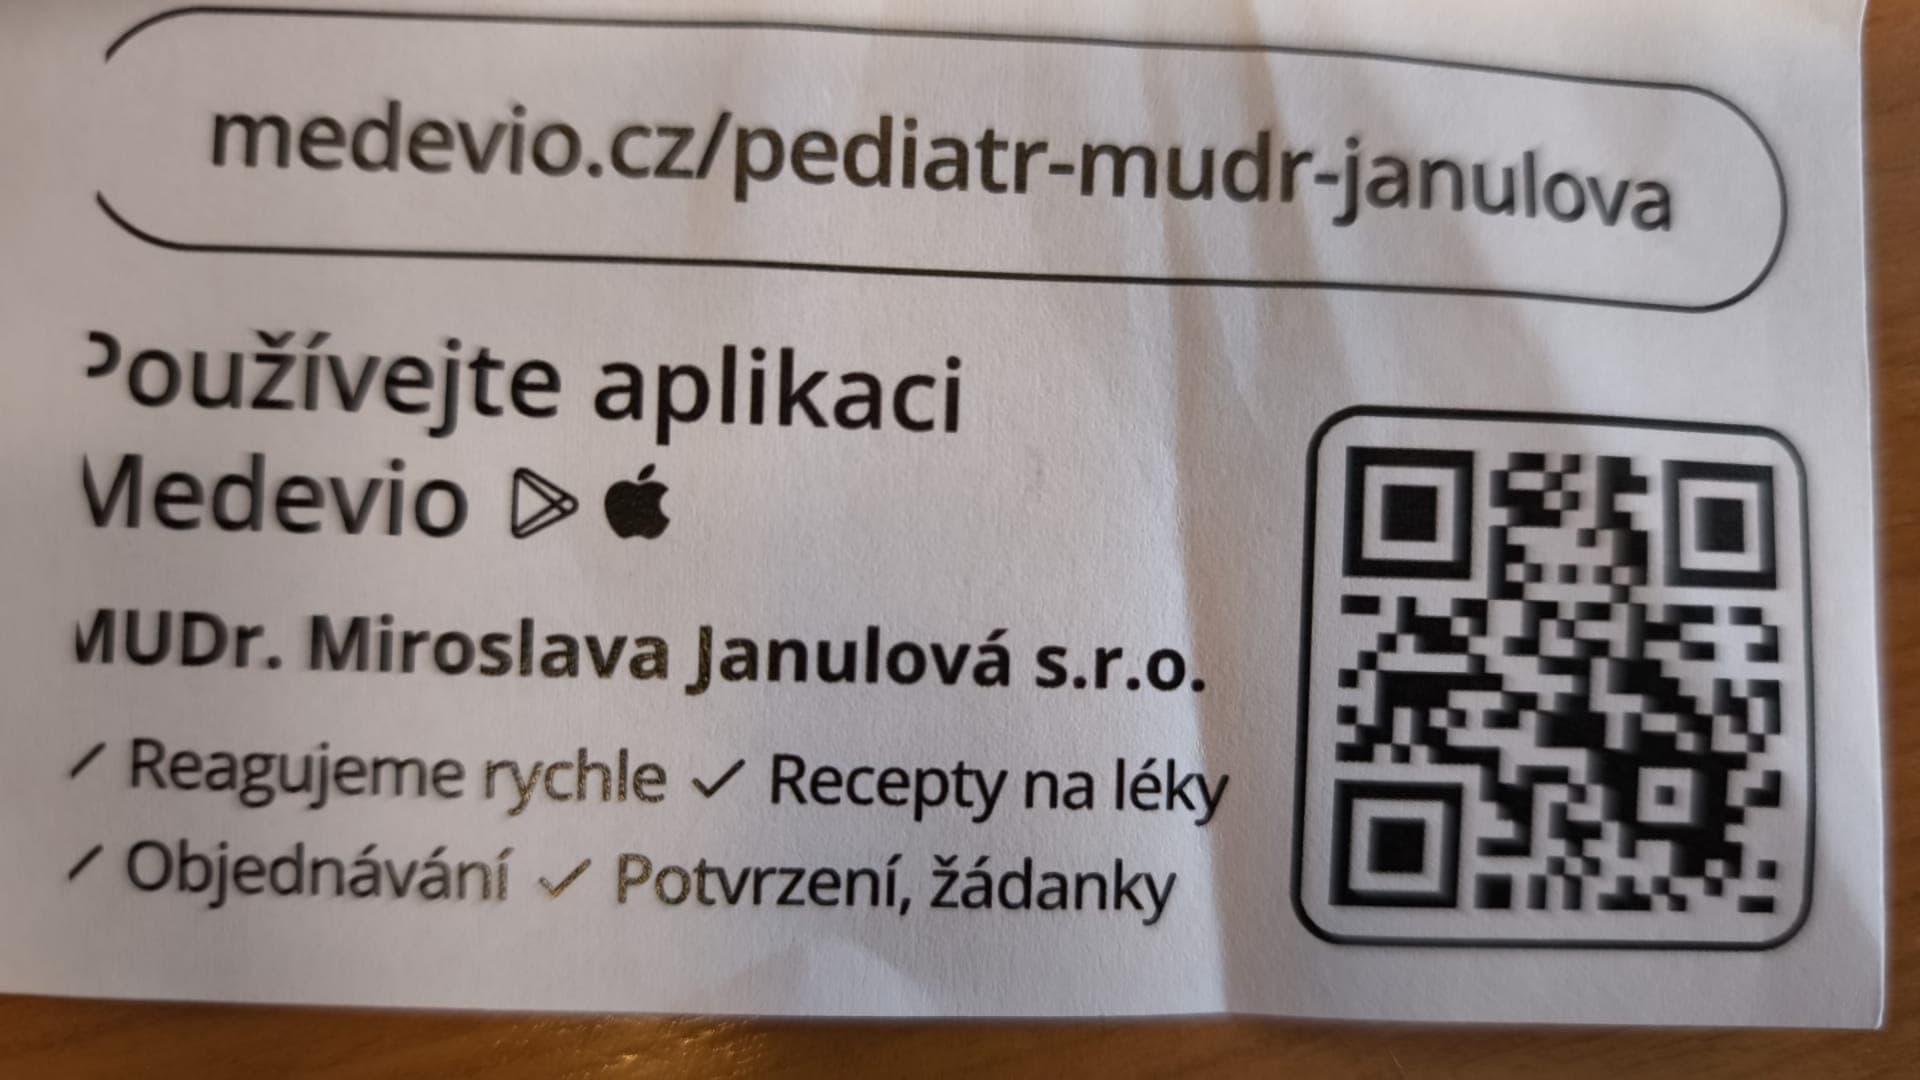 medevio.cz/pediatr-mudr-janulova
Používejte aplikaci
Medevio
MUDr. Miroslava Janulová s.r.o.
✓ Reagujeme rychle ✓ Recepty na léky
✓ Objednávání ✓ Potvrzení, žádanky